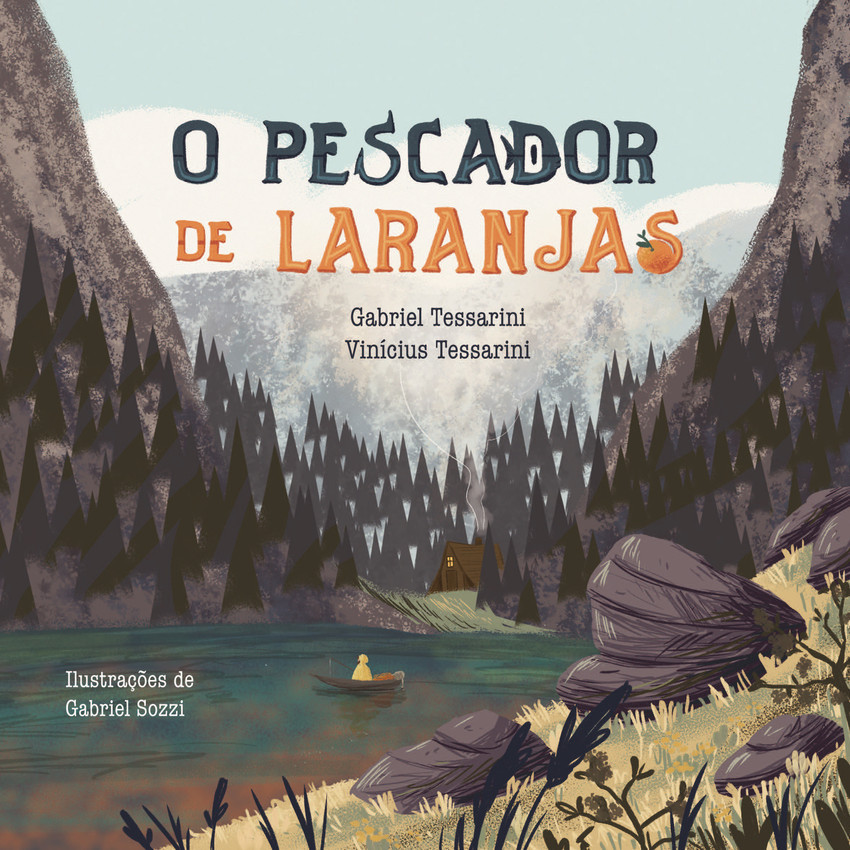 O PESCADOR
DE LARANJAS
Gabriel Tessarini
Vinícius Tessarini
Ilustrações de
Gabriel Sozzi